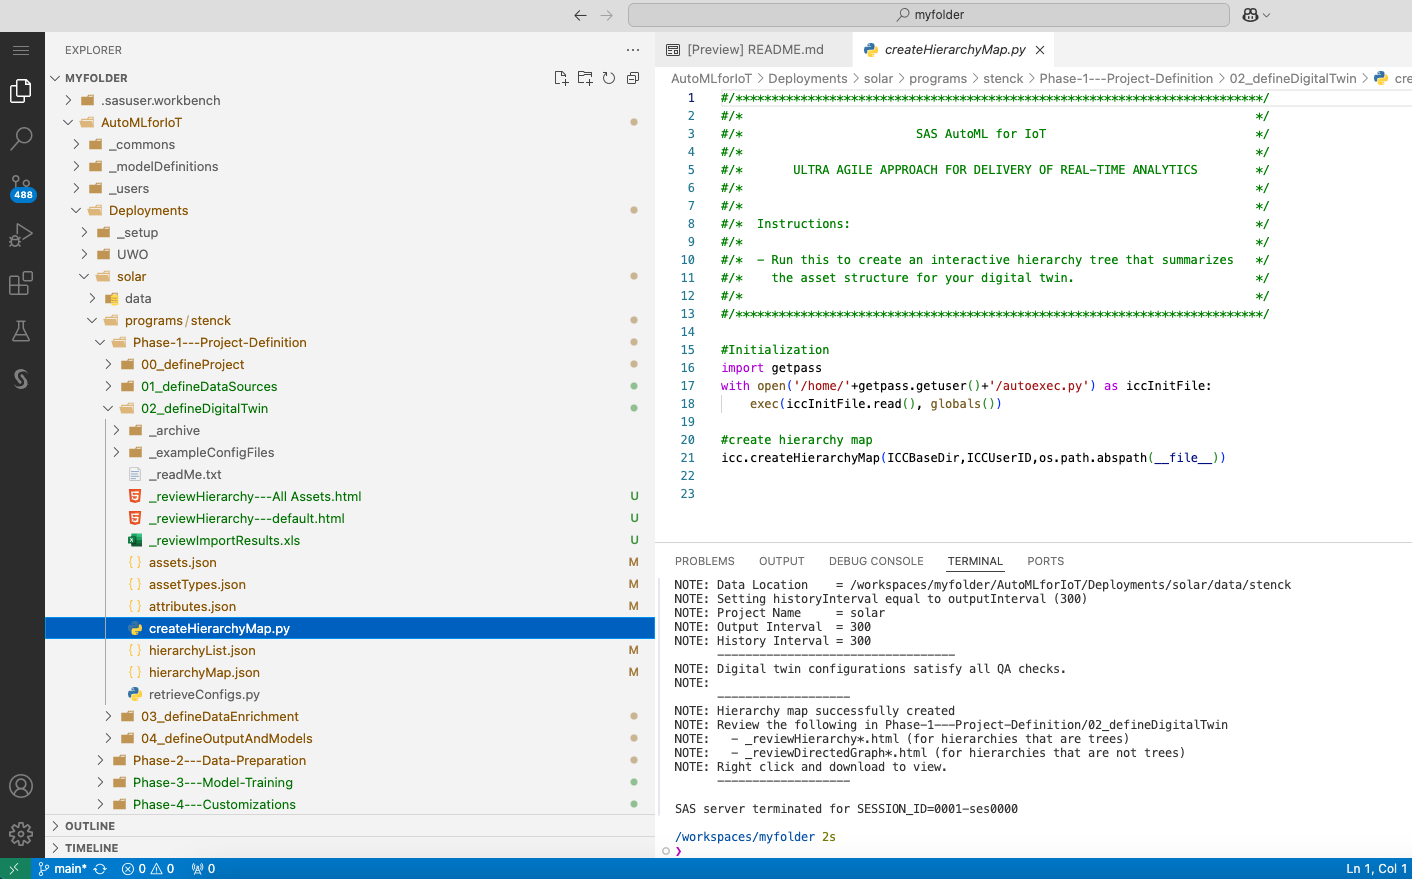 myfolder
EXPLORER
MYFOLDER
.sasuser.workbench
AutoMLforIoT
_commons
_modelDefinitions
_users
Deployments
_setup
UWO
solar
data
programs/stenck
Phase-1---Project-Definition
00_defineProject
01_defineDataSources
02_defineDigitalTwin
_archive
_exampleConfigFiles
_readMe.txt
_reviewHierarchy---All Assets.html U
_reviewHierarchy---default.html U
_reviewImportResults.xls U
assets.json M
assetTypes.json M
attributes.json M
createHierarchyMap.py
hierarchyList.json M
hierarchyMap.json M
retrieveConfigs.py
03_defineDataEnrichment
04_defineOutputAndModels
Phase-2---Data-Preparation
Phase-3---Model-Training
Phase-4---Customizations
OUTLINE
TIMELINE
488
[Preview] README.md
createHierarchyMap.py
AutoMLforIoT > Deployments > solar > programs > stenck > Phase-1---Project-Definition > 02_defineDigitalTwin > cre
1 #/*************************************************************************/
2 #/* */
3 #/* SAS AutoML for IoT */
4 #/* */
5 #/* ULTRA AGILE APPROACH FOR DELIVERY OF REAL-TIME ANALYTICS */
6 #/* */
7 #/* */
8 #/* Instructions: */
9 #/* */
10 #/* - Run this to create an interactive hierarchy tree that summarizes */
11 #/* the asset structure for your digital twin. */
12 #/* */
13 #/*************************************************************************/
14
15 #Initialization
16 import getpass
17 with open('/home/'+getpass.getuser()+'/autoexec.py') as iccInitFile:
18 exec(iccInitFile.read(), globals())
19
20 #create hierarchy map
21 icc.createHierarchyMap(ICCBaseDir,ICCUserID,os.path.abspath(__file__))
22
23
PROBLEMS OUTPUT DEBUG CONSOLE TERMINAL PORTS
NOTE: Data Location = /workspaces/myfolder/AutoMLforIoT/Deployments/solar/data/stenck
NOTE: Setting historyInterval equal to outputInterval (300)
NOTE: Project Name = solar
NOTE: Output Interval = 300
NOTE: History Interval = 300
----------------------------------
NOTE: Digital twin configurations satisfy all QA checks.
NOTE:
-------------------
NOTE: Hierarchy map successfully created
NOTE: Review the following in Phase-1---Project-Definition/02_defineDigitalTwin
NOTE: - _reviewHierarchy*.html (for hierarchies that are trees)
NOTE: - _reviewDirectedGraph*.html (for hierarchies that are not trees)
NOTE: Right click and download to view.
-------------------
SAS server terminated for SESSION_ID=0001-ses0000
/workspaces/myfolder 2s
❯
main* 0 0 0
Ln 1, Col 1